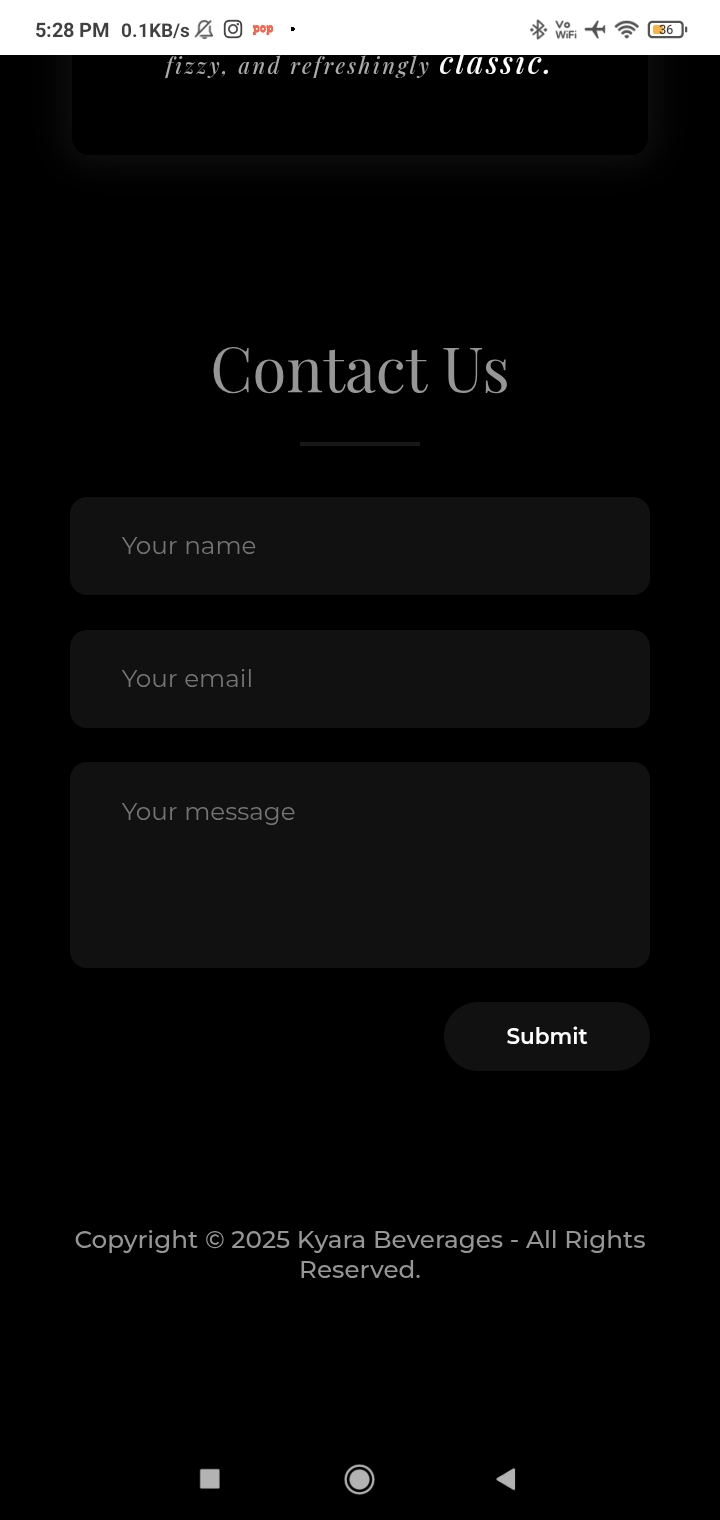 5:28 PM 0.1KB/s pop Vo WiFi 36
fizzy, and refreshingly classic.
Contact Us
Your name
Your email
Your message
Submit
Copyright © 2025 Kyara Beverages - All Rights
Reserved.